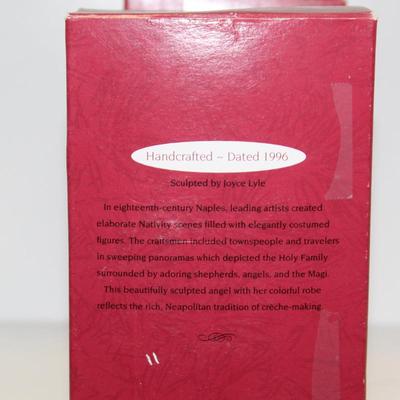 Handcrafted – Dated 1996
Sculpted by Joyce Lyle
In eighteenth-century Naples, leading artists created
elaborate Nativity scenes filled with elegantly costumed
figures. The craftsmen included townspeople and travelers
in sweeping panoramas which depicted the Holy Family
surrounded by adoring shepherds, angels, and the Magi.
This beautifully sculpted angel with her colorful robe
reflects the rich, Neapolitan tradition of crèche-making.